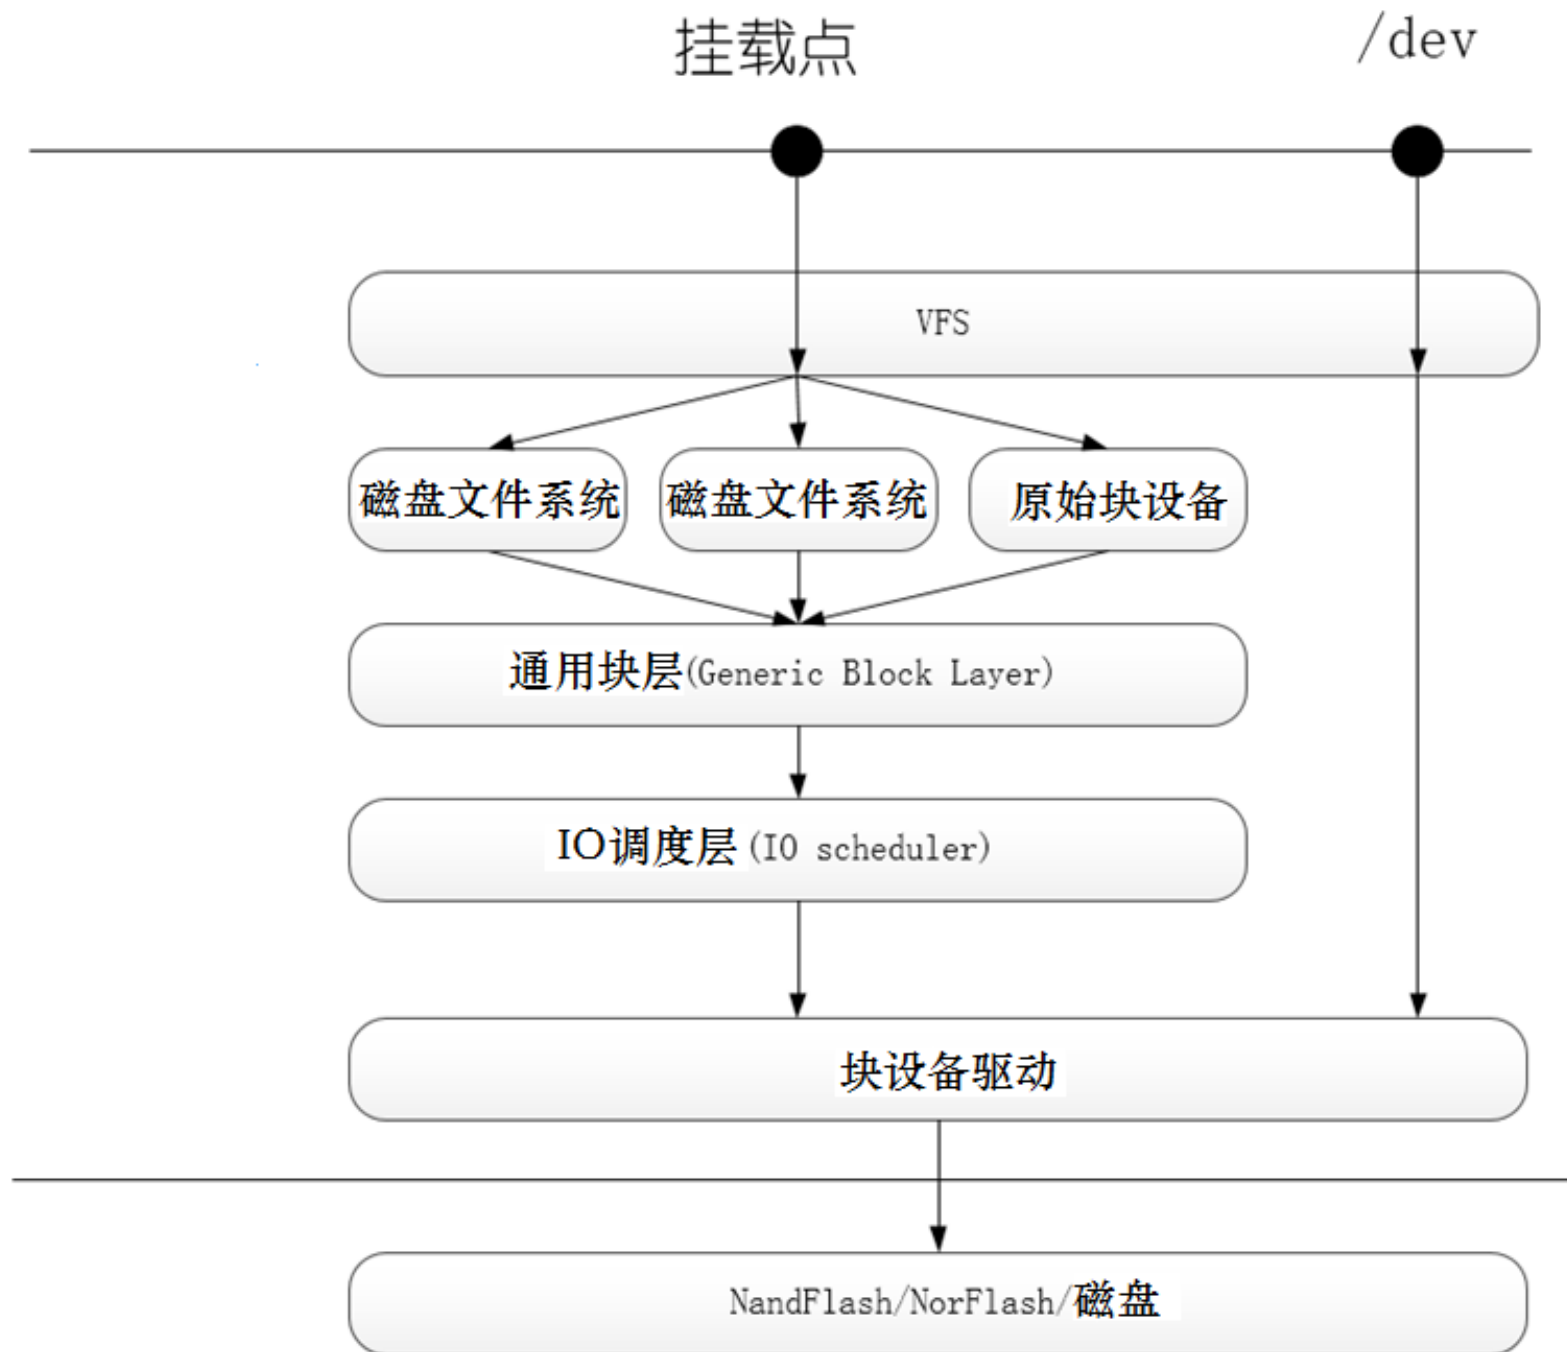 挂载点
/dev
VFS
磁盘文件系统
磁盘文件系统
原始块设备
通用块层(Generic Block Layer)
IO调度层(IO scheduler)
块设备驱动
NandFlash/NorFlash/磁盘